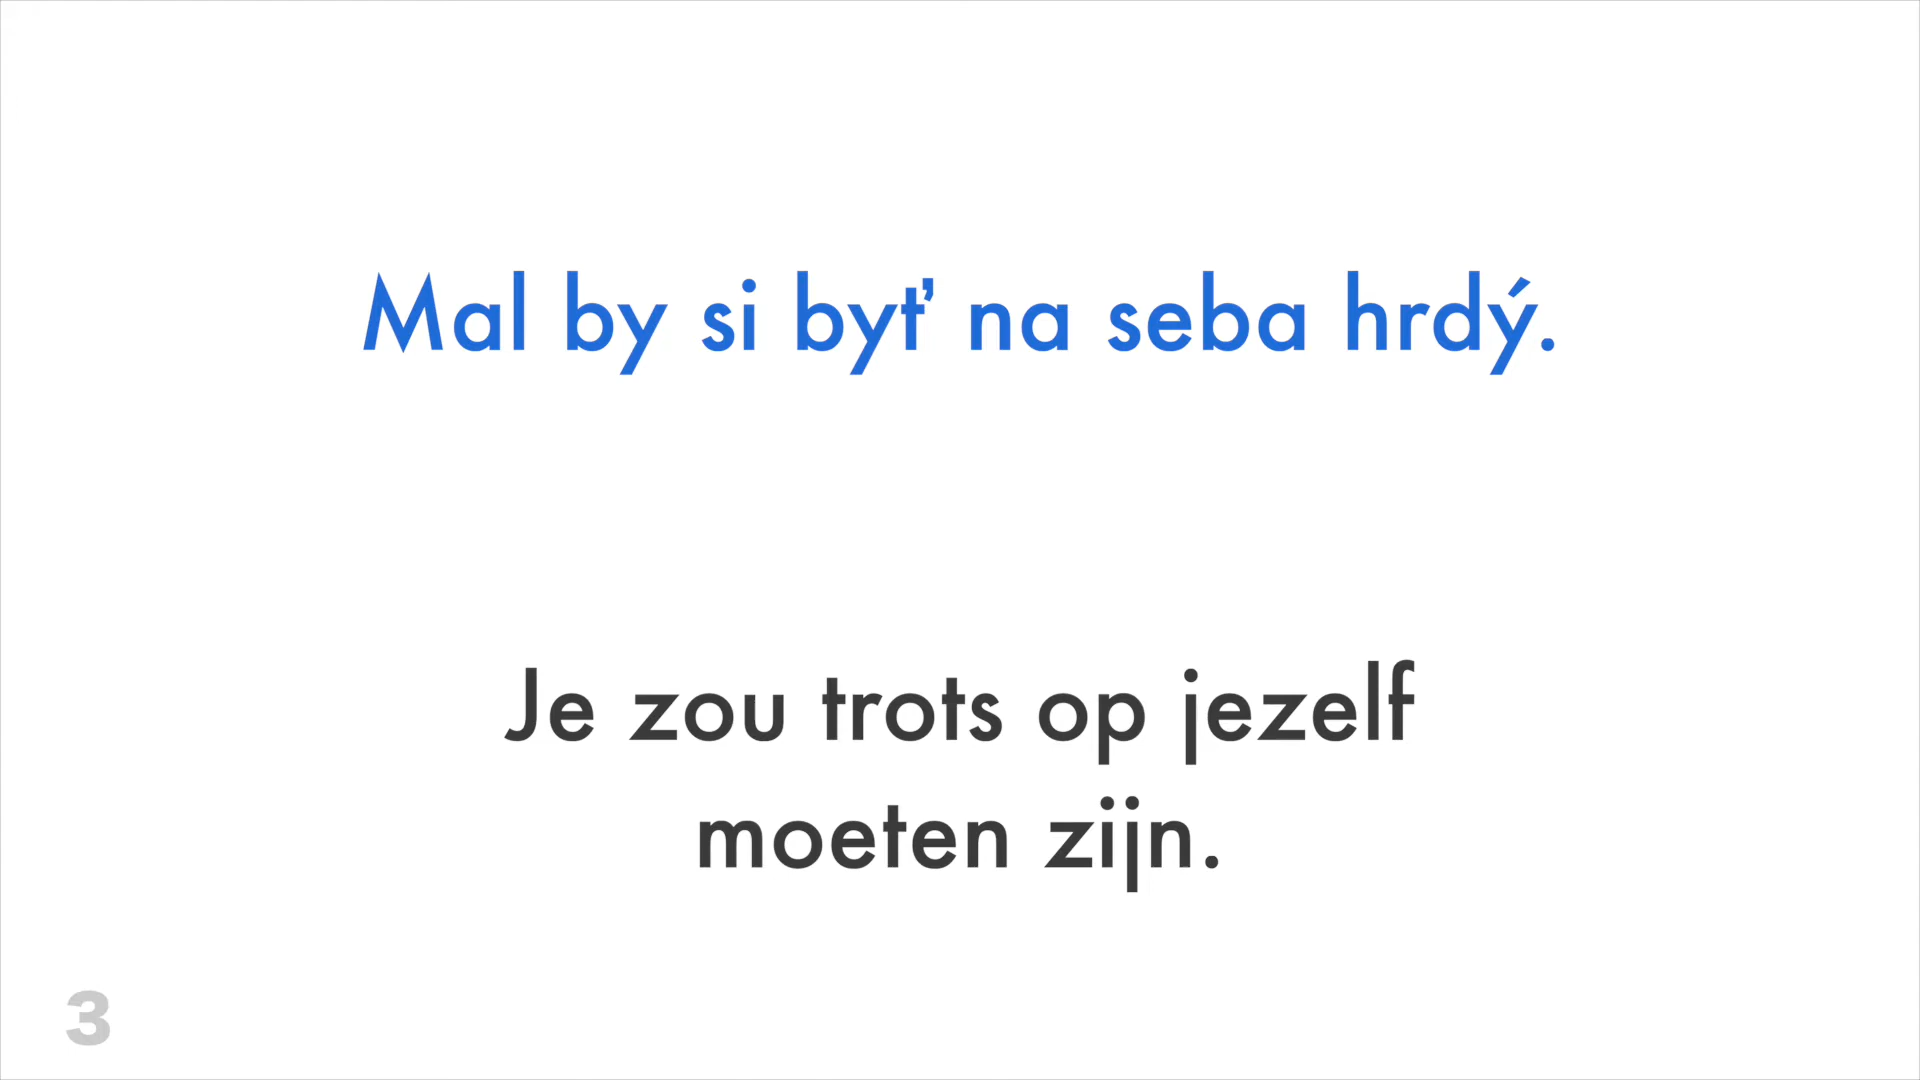 Mal by si byť na seba hrdý.
Je zou trots op jezelf
moeten zijn.
3